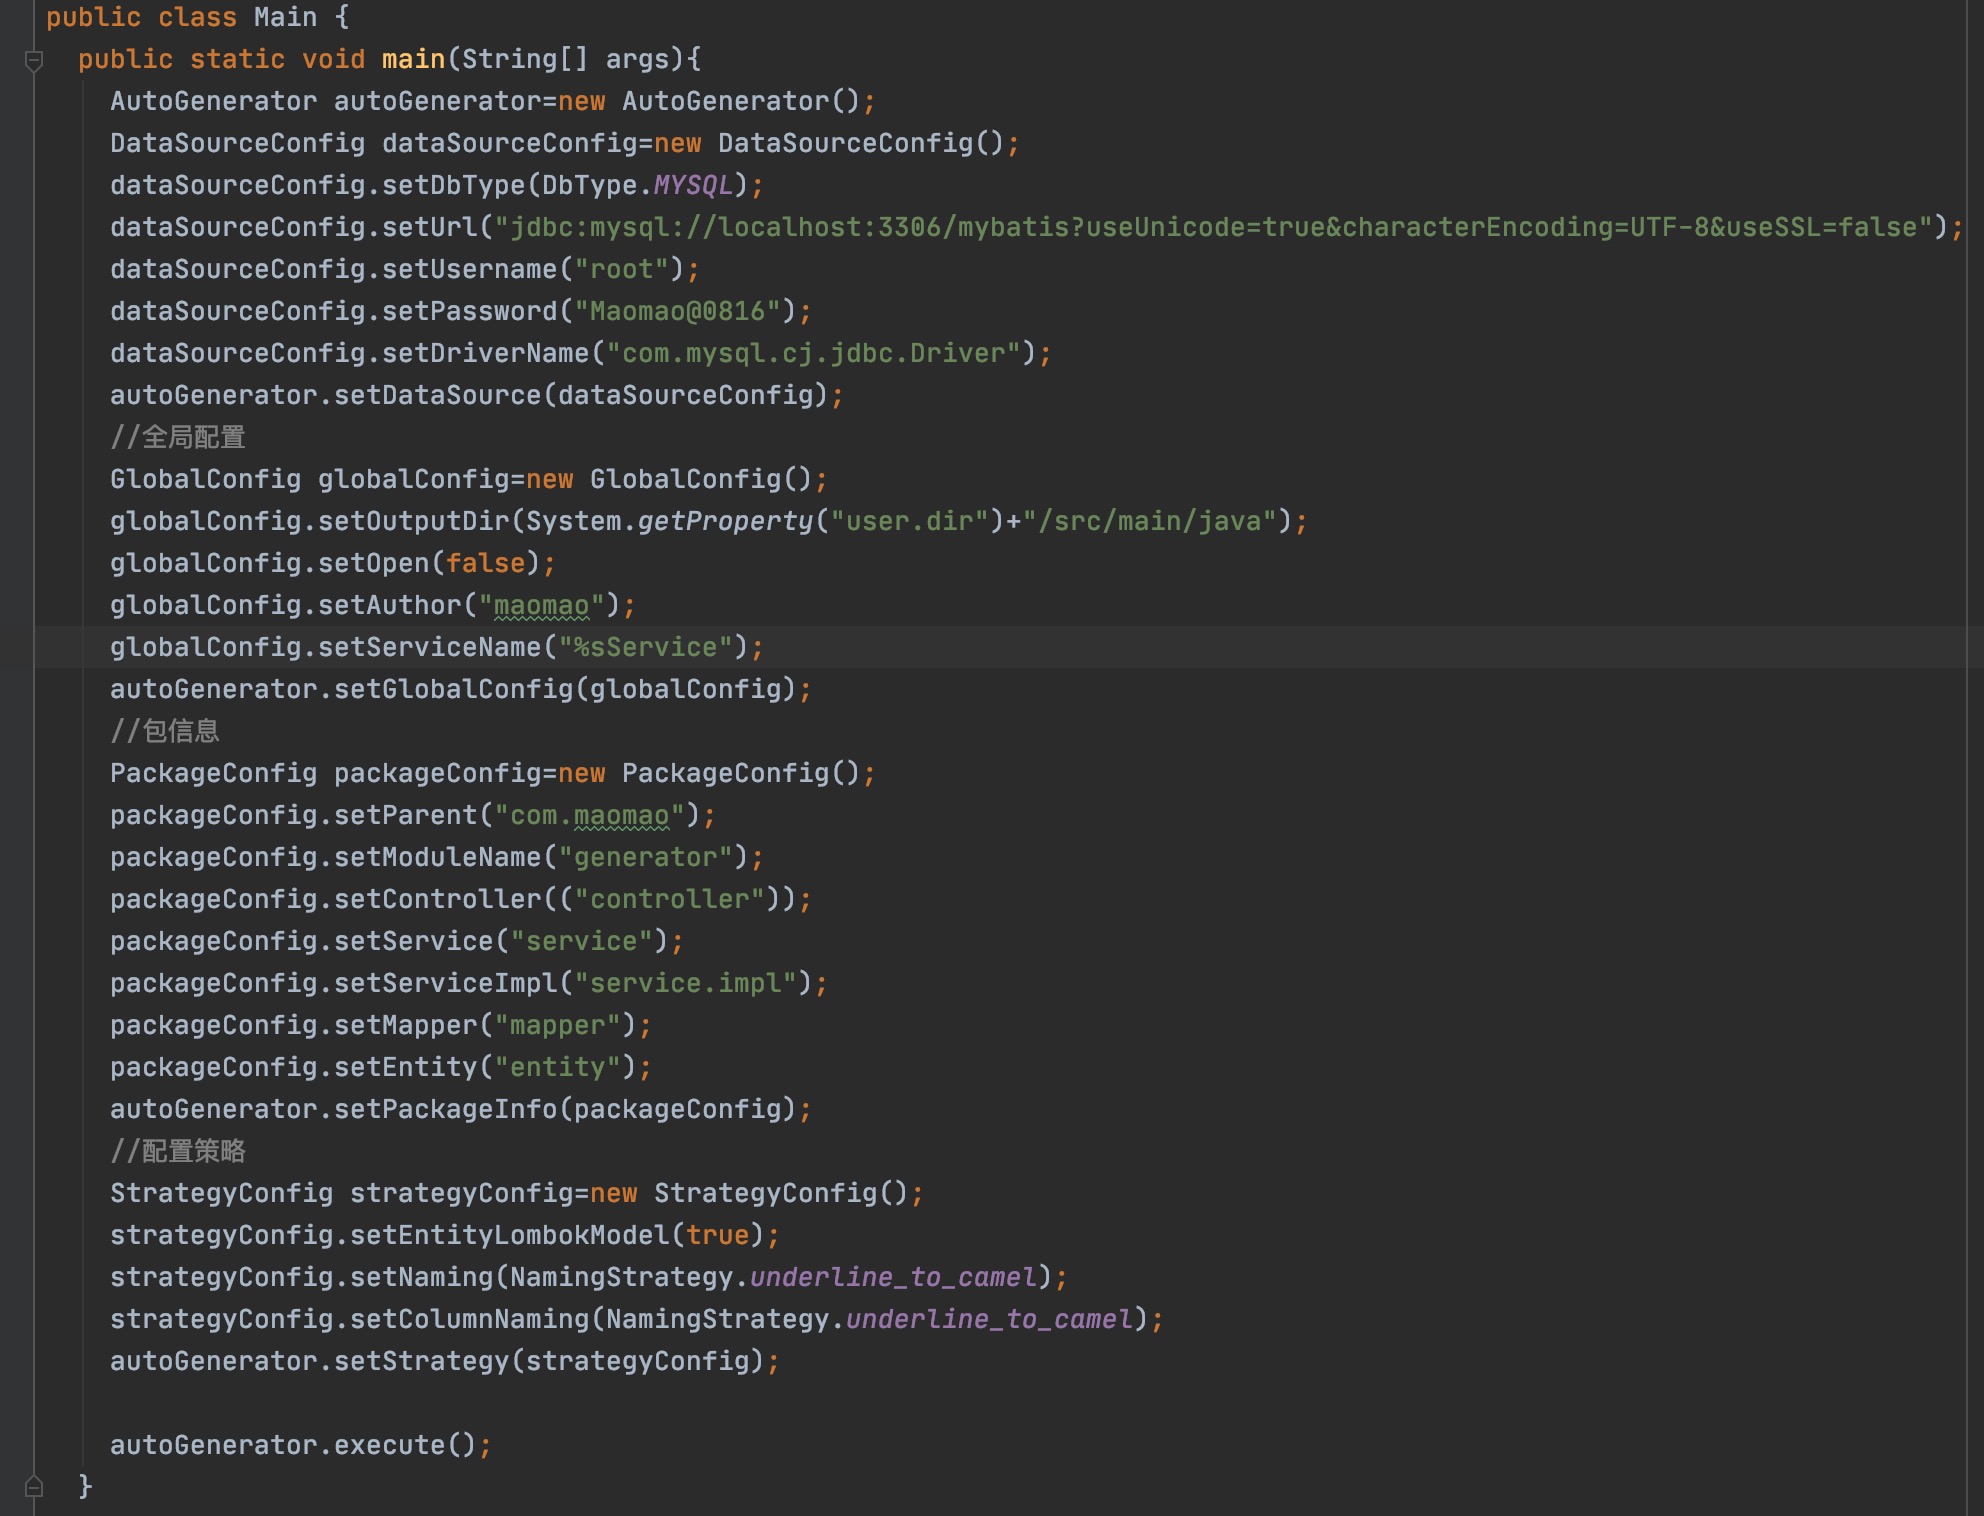 public class Main {
public static void main(String[] args){
AutoGenerator autoGenerator=new AutoGenerator();
DataSourceConfig dataSourceConfig=new DataSourceConfig();
dataSourceConfig.setDbType(DbType.MYSQL);
dataSourceConfig.setUrl("jdbc:mysql://localhost:3306/mybatis?useUnicode=true&characterEncoding=UTF-8&useSSL=false");
dataSourceConfig.setUsername("root");
dataSourceConfig.setPassword("Maomao@0816");
dataSourceConfig.setDriverName("com.mysql.cj.jdbc.Driver");
autoGenerator.setDataSource(dataSourceConfig);
//全局配置
GlobalConfig globalConfig=new GlobalConfig();
globalConfig.setOutputDir(System.getProperty("user.dir")+"/src/main/java");
globalConfig.setOpen(false);
globalConfig.setAuthor("maomao");
globalConfig.setServiceName("%sService");
autoGenerator.setGlobalConfig(globalConfig);
//包信息
PackageConfig packageConfig=new PackageConfig();
packageConfig.setParent("com.maomao");
packageConfig.setModuleName("generator");
packageConfig.setController(("controller"));
packageConfig.setService("service");
packageConfig.setServiceImpl("service.impl");
packageConfig.setMapper("mapper");
packageConfig.setEntity("entity");
autoGenerator.setPackageInfo(packageConfig);
//配置策略
StrategyConfig strategyConfig=new StrategyConfig();
strategyConfig.setEntityLombokModel(true);
strategyConfig.setNaming(NamingStrategy.underline_to_camel);
strategyConfig.setColumnNaming(NamingStrategy.underline_to_camel);
autoGenerator.setStrategy(strategyConfig);
autoGenerator.execute();
}